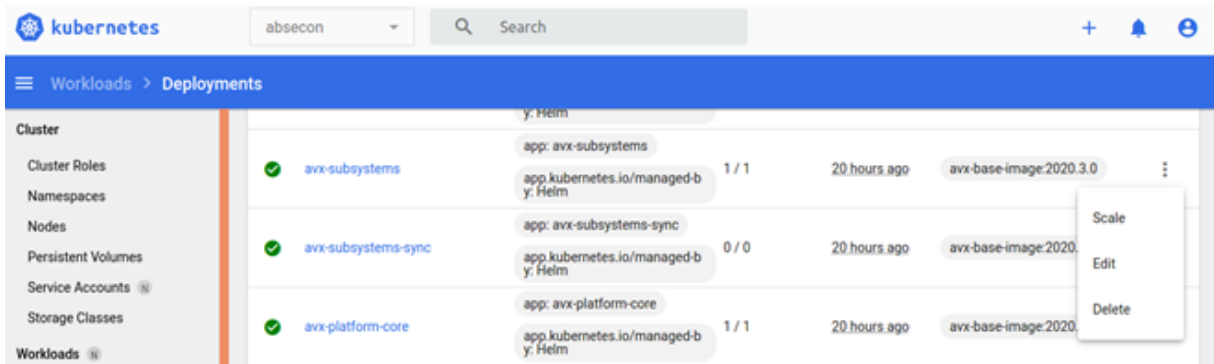 kubernetes
absecon
Search
Workloads > Deployments
Cluster
Cluster Roles
Namespaces
Nodes
Persistent Volumes
Service Accounts N
Storage Classes
Workloads N
y: Helm
avx-subsystems
app: avx-subsystems
app.kubernetes.io/managed-b
y: Helm
1 / 1
20 hours ago
avx-base-image:2020.3.0
avx-subsystems-sync
app: avx-subsystems-sync
app.kubernetes.io/managed-b
y: Helm
0 / 0
20 hours ago
avx-base-image:2020.
avx-platform-core
app: avx-platform-core
app.kubernetes.io/managed-b
y: Helm
1 / 1
20 hours ago
avx-base-image:2020.
Scale
Edit
Delete